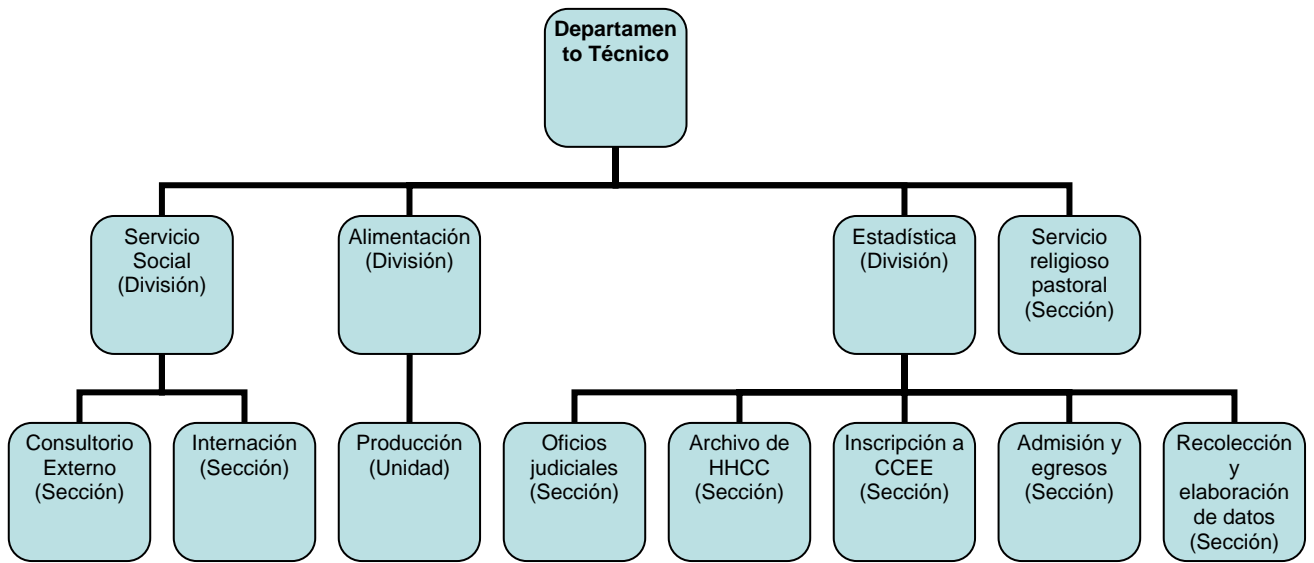 Departamen
to Técnico
Servicio
Social
(División)
Alimentación
(División)
Estadística
(División)
Servicio
religioso
pastoral
(Sección)
Consultorio
Externo
(Sección)
Internación
(Sección)
Producción
(Unidad)
Oficios
judiciales
(Sección)
Archivo de
HHCC
(Sección)
Inscripción a
CCEE
(Sección)
Admisión y
egresos
(Sección)
Recolección
y
elaboración
de datos
(Sección)